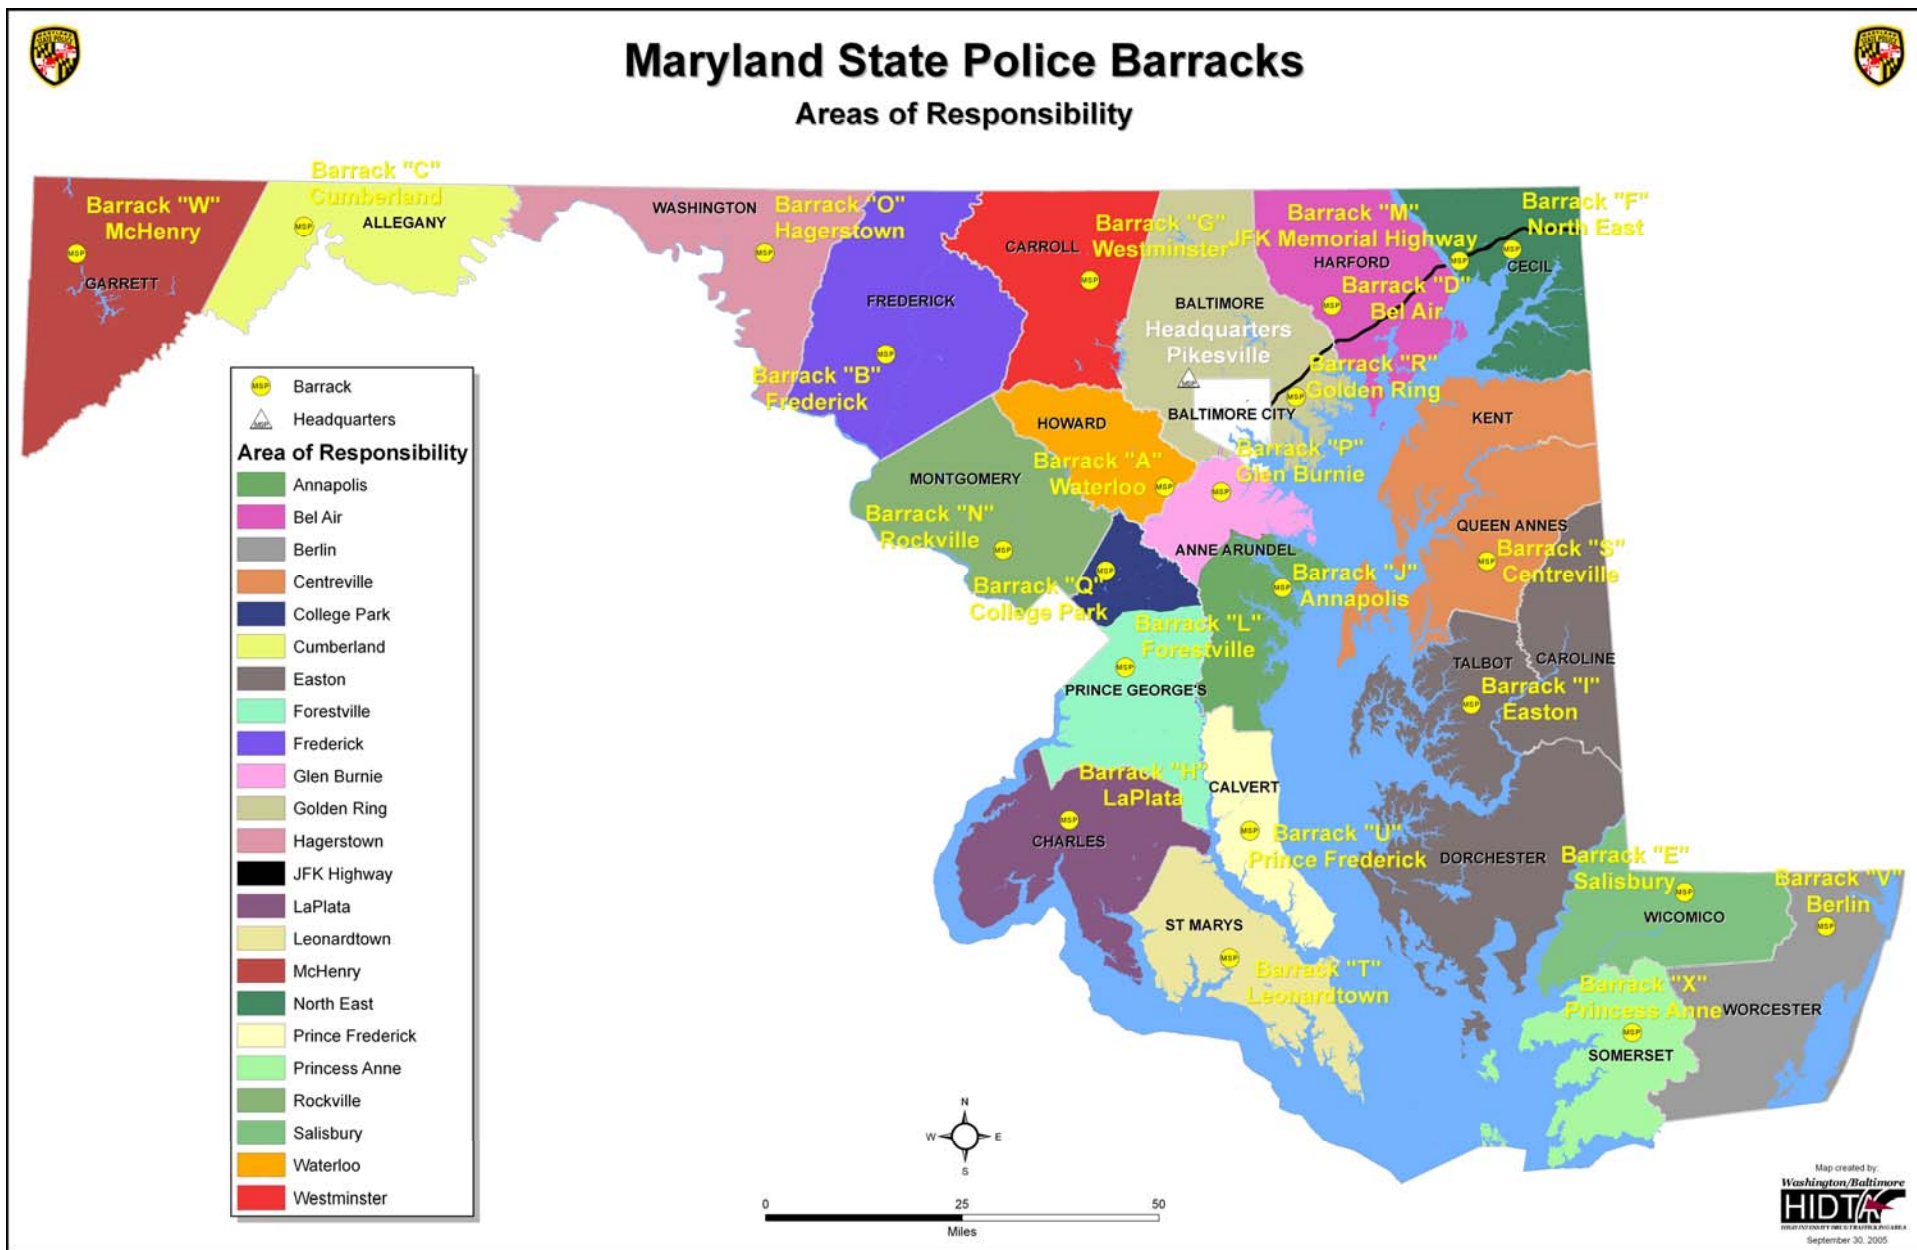 Maryland State Police Barracks
Areas of Responsibility
Barrack "W"
McHenry
GARRETT
Barrack "C"
Cumberland
ALLEGANY
WASHINGTON
Barrack "O"
Hagerstown
FREDERICK
Barrack "B"
Frederick
CARROLL
Barrack "G"
Westminster
BALTIMORE
Headquarters
Pikesville
BALTIMORE CITY
Barrack "M"
JFK Memorial Highway
HARFORD
Barrack "D"
Bel Air
Barrack "F"
North East
CECIL
Barrack "R"
Golden Ring
KENT
HOWARD
Barrack "A"
Waterloo
Barrack "P"
Glen Burnie
MONTGOMERY
Barrack "N"
Rockville
ANNE ARUNDEL
QUEEN ANNES
Barrack "S"
Centreville
Barrack "Q"
College Park
Barrack "J"
Annapolis
Barrack "L"
Forestville
PRINCE GEORGE'S
TALBOT
CAROLINE
Barrack "I"
Easton
Barrack "H"
LaPlata
CHARLES
CALVERT
Barrack "U"
Prince Frederick
DORCHESTER
Barrack "E"
Salisbury
WICOMICO
Barrack "V"
Berlin
ST MARYS
Barrack "T"
Leonardtown
Barrack "X"
Princess Anne
WORCESTER
SOMERSET
MSP Barrack
MSP Headquarters
Area of Responsibility
Annapolis
Bel Air
Berlin
Centreville
College Park
Cumberland
Easton
Forestville
Frederick
Glen Burnie
Golden Ring
Hagerstown
JFK Highway
LaPlata
Leonardtown
McHenry
North East
Prince Frederick
Princess Anne
Rockville
Salisbury
Waterloo
Westminster
N
W E
S
0 25 50
Miles
Map created by:
Washington/Baltimore
HIDTA
HIGH INTENSITY DRUG TRAFFICKING AREA
September 30, 2005